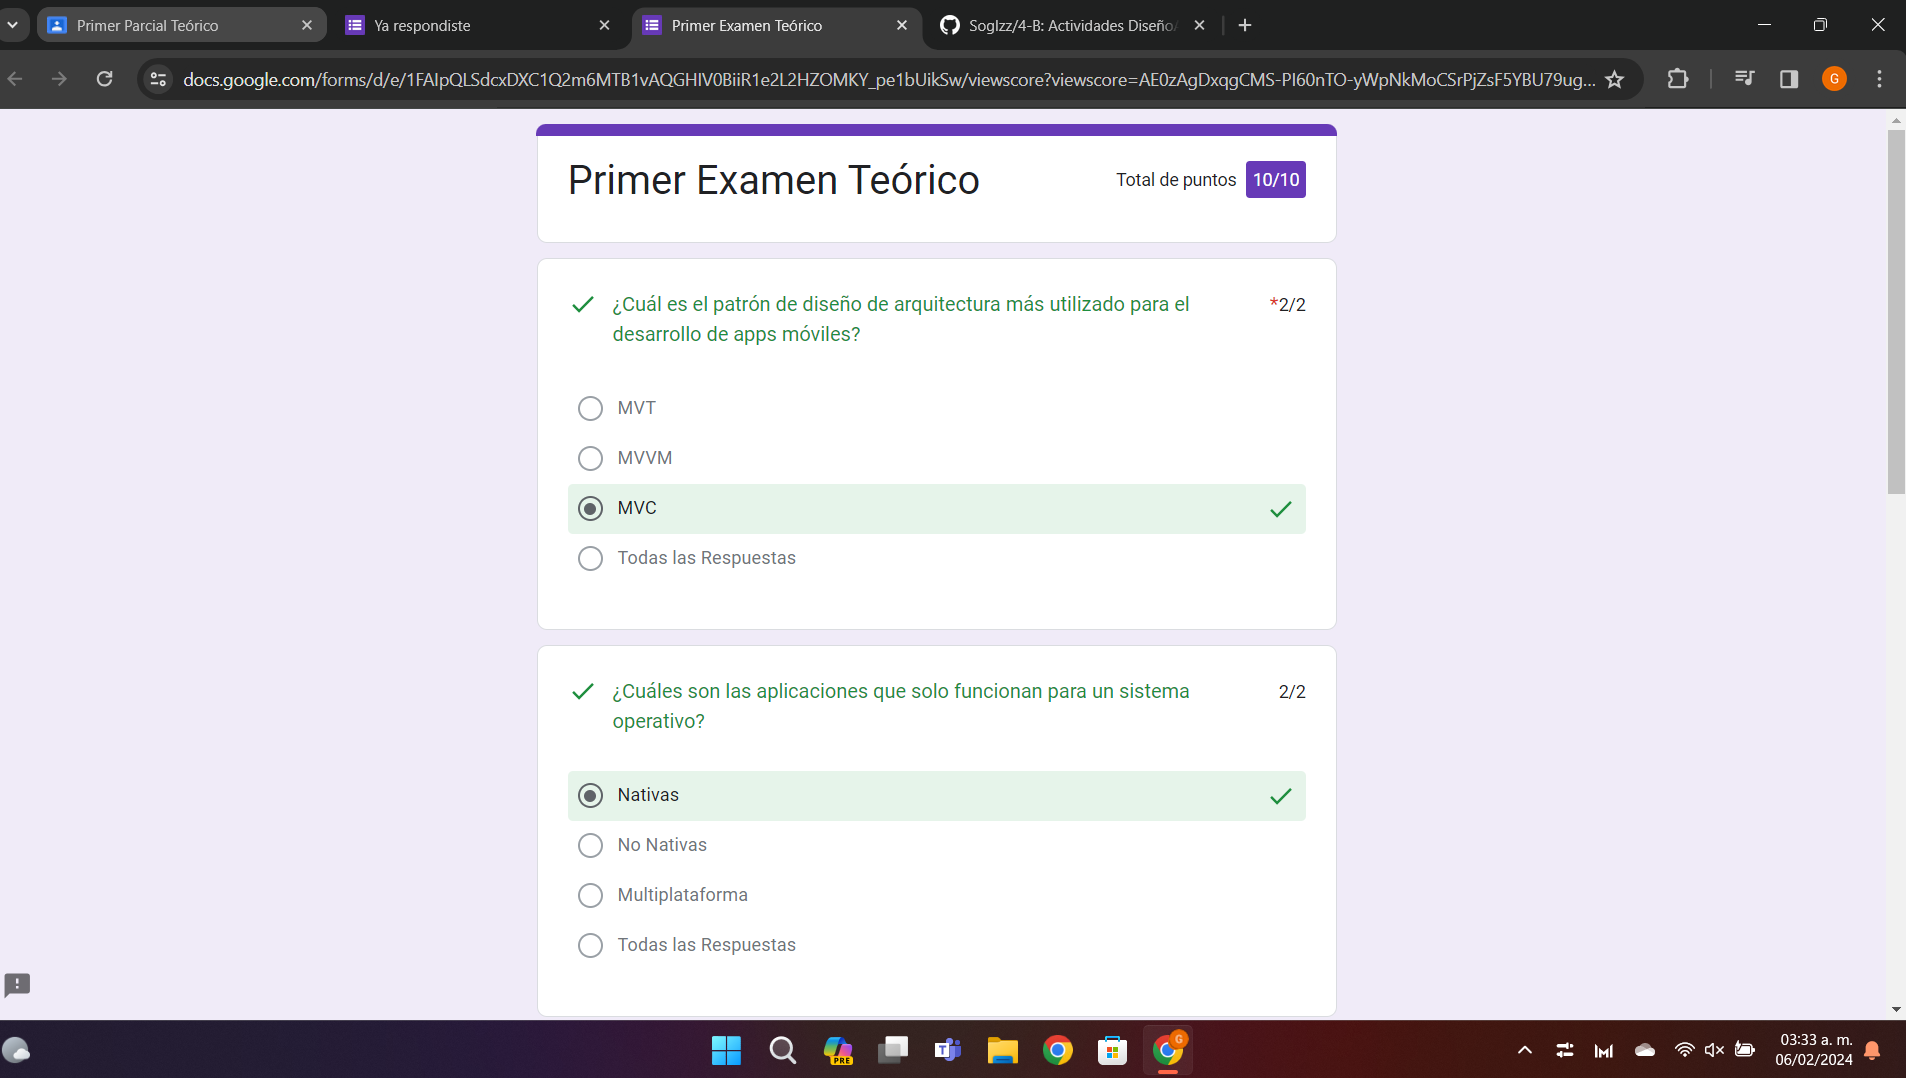 Primer Parcial Teórico
Ya respondiste
Primer Examen Teórico
Soglzz/4-B: Actividades Diseño
docs.google.com/forms/d/e/1FAIpQLSdcxDXC1Q2m6MTB1vAQGHlV0BiiR1e2L2HZOMKY_pe1bUikSw/viewscore?viewscore=AE0zAgDxqgCMS-PI60nTO-yWpNkMoCSrPjZsF5YBU79ug...
G
Primer Examen Teórico
Total de puntos 10/10
¿Cuál es el patrón de diseño de arquitectura más utilizado para el
desarrollo de apps móviles?
*2/2
MVT
MVVM
MVC
Todas las Respuestas
¿Cuáles son las aplicaciones que solo funcionan para un sistema
operativo?
2/2
Nativas
No Nativas
Multiplataforma
Todas las Respuestas
PRE
G
03:33 a. m.
06/02/2024